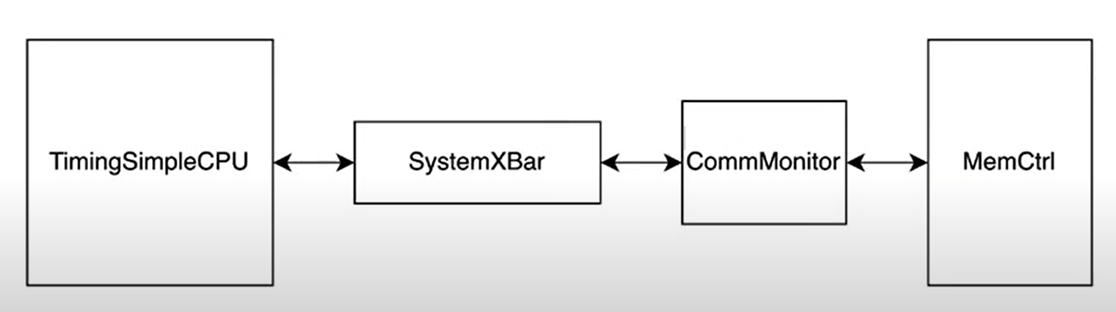 TimingSimpleCPU
SystemXBar
CommMonitor
MemCtrl